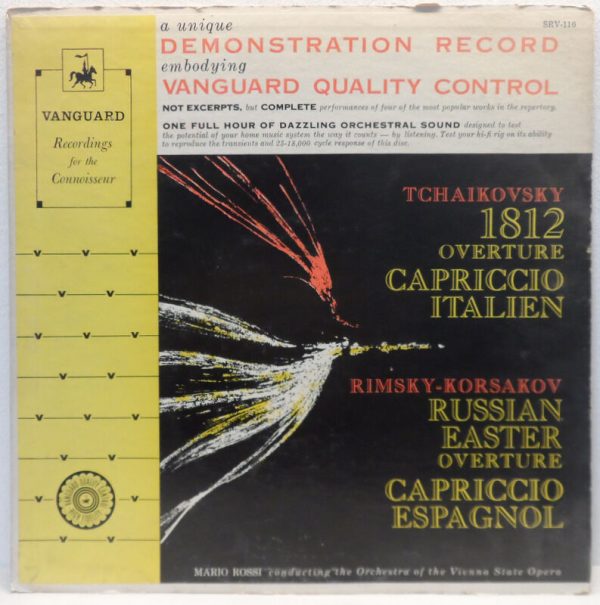 a unique
SRV-116
DEMONSTRATION RECORD
embodying
VANGUARD QUALITY CONTROL
NOT EXCERPTS, but COMPLETE performances of four of the most popular works in the repertory.
ONE FULL HOUR OF DAZZLING ORCHESTRAL SOUND designed to test
the potential of your home music system the way it counts — by listening. Test your hi-fi rig on its ability
to reproduce the transients and 25-18,000 cycle response of this disc.
VANGUARD
Recordings
for the
Connoisseur
TCHAIKOVSKY
1812
OVERTURE
CAPRICCIO
ITALIEN
RIMSKY-KORSAKOV
RUSSIAN
EASTER
OVERTURE
CAPRICCIO
ESPAGNOL
V V V
V V
V V V
V V
V V V
V V
V V
VANGUARD QUALITY CONTROL
HIGH FIDELITY
MARIO ROSSI conducting the Orchestra of the Vienna State Opera